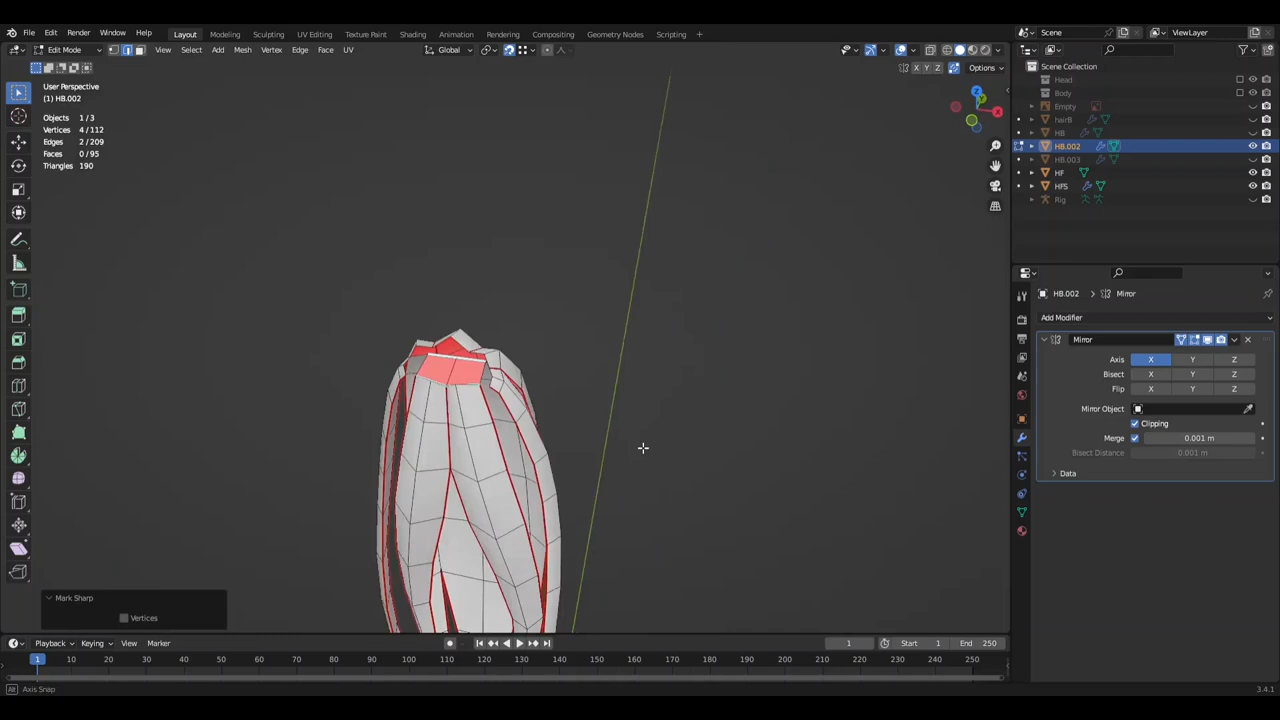 File Edit Render Window Help Layout Modeling Sculpting UV Editing Texture Paint Shading Animation Rendering Compositing Geometry Nodes Scripting Scene ViewLayer
Edit Mode View Select Add Mesh Vertex Edge Face UV Global
X Y Z Options
User Perspective
(1) HB.002
Objects 1 / 3
Vertices 4 / 112
Edges 2 / 209
Faces 0 / 95
Triangles 190
Z
X
Y
Scene Collection
Head
Body
Empty
hairB
HB
HB.002
HB.003
HF
HFS
Rig
HB.002 Mirror
Add Modifier
Mirror
Axis X Y Z
Bisect X Y Z
Flip X Y Z
Mirror Object
Clipping
Merge 0.001 m
Bisect Distance 0.001 m
Data
Mark Sharp
Vertices
Playback Keying View Marker 1 Start 1 End 250
1 10 20 30 40 50 60 70 80 90 100 110 120 130 140 150 160 170 180 190 200 210 220 230 240 250
Alt Axis Snap 3.4.1